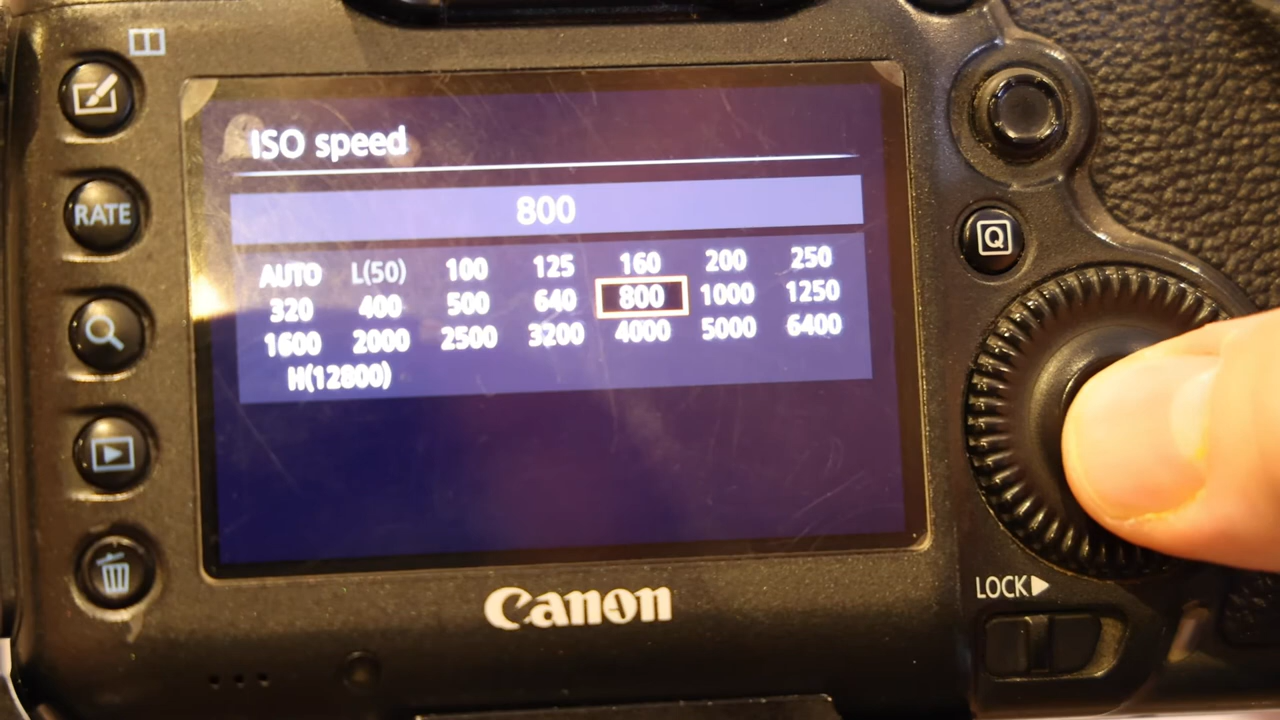 RATE
ISO speed
800
AUTO L(50) 100 125 160 200 250
320 400 500 640 800 1000 1250
1600 2000 2500 3200 4000 5000 6400
H(12800)
Q
LOCK
Canon